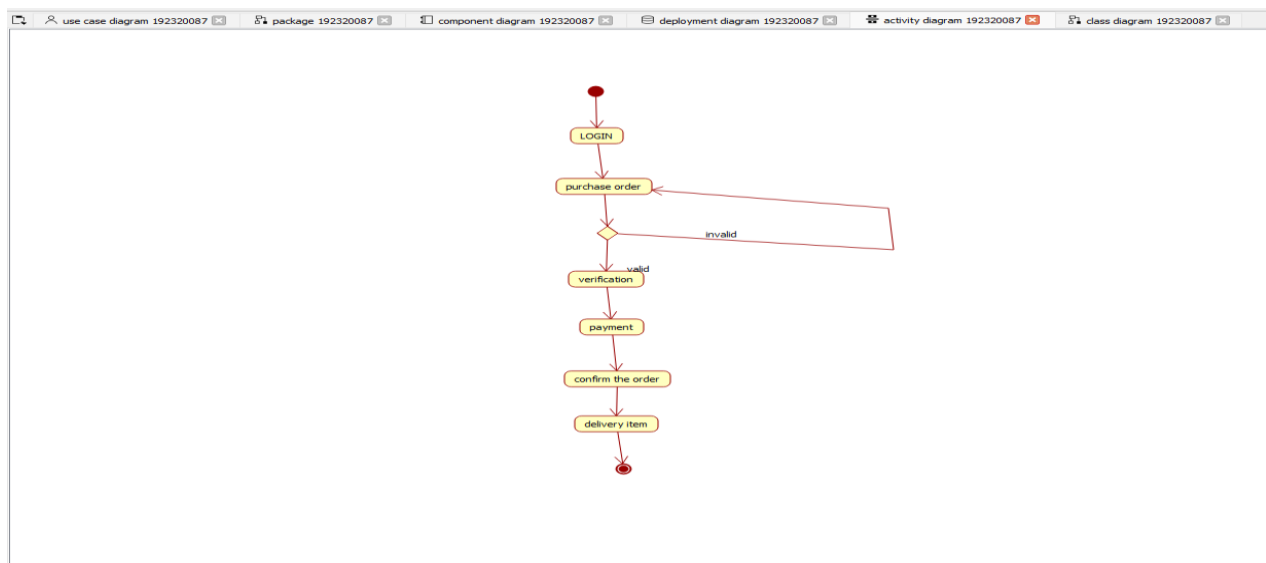 use case diagram 192320087 package 192320087 component diagram 192320087 deployment diagram 192320087 activity diagram 192320087 class diagram 192320087
LOGIN
purchase order
invalid
valid
verification
payment
confirm the order
delivery item